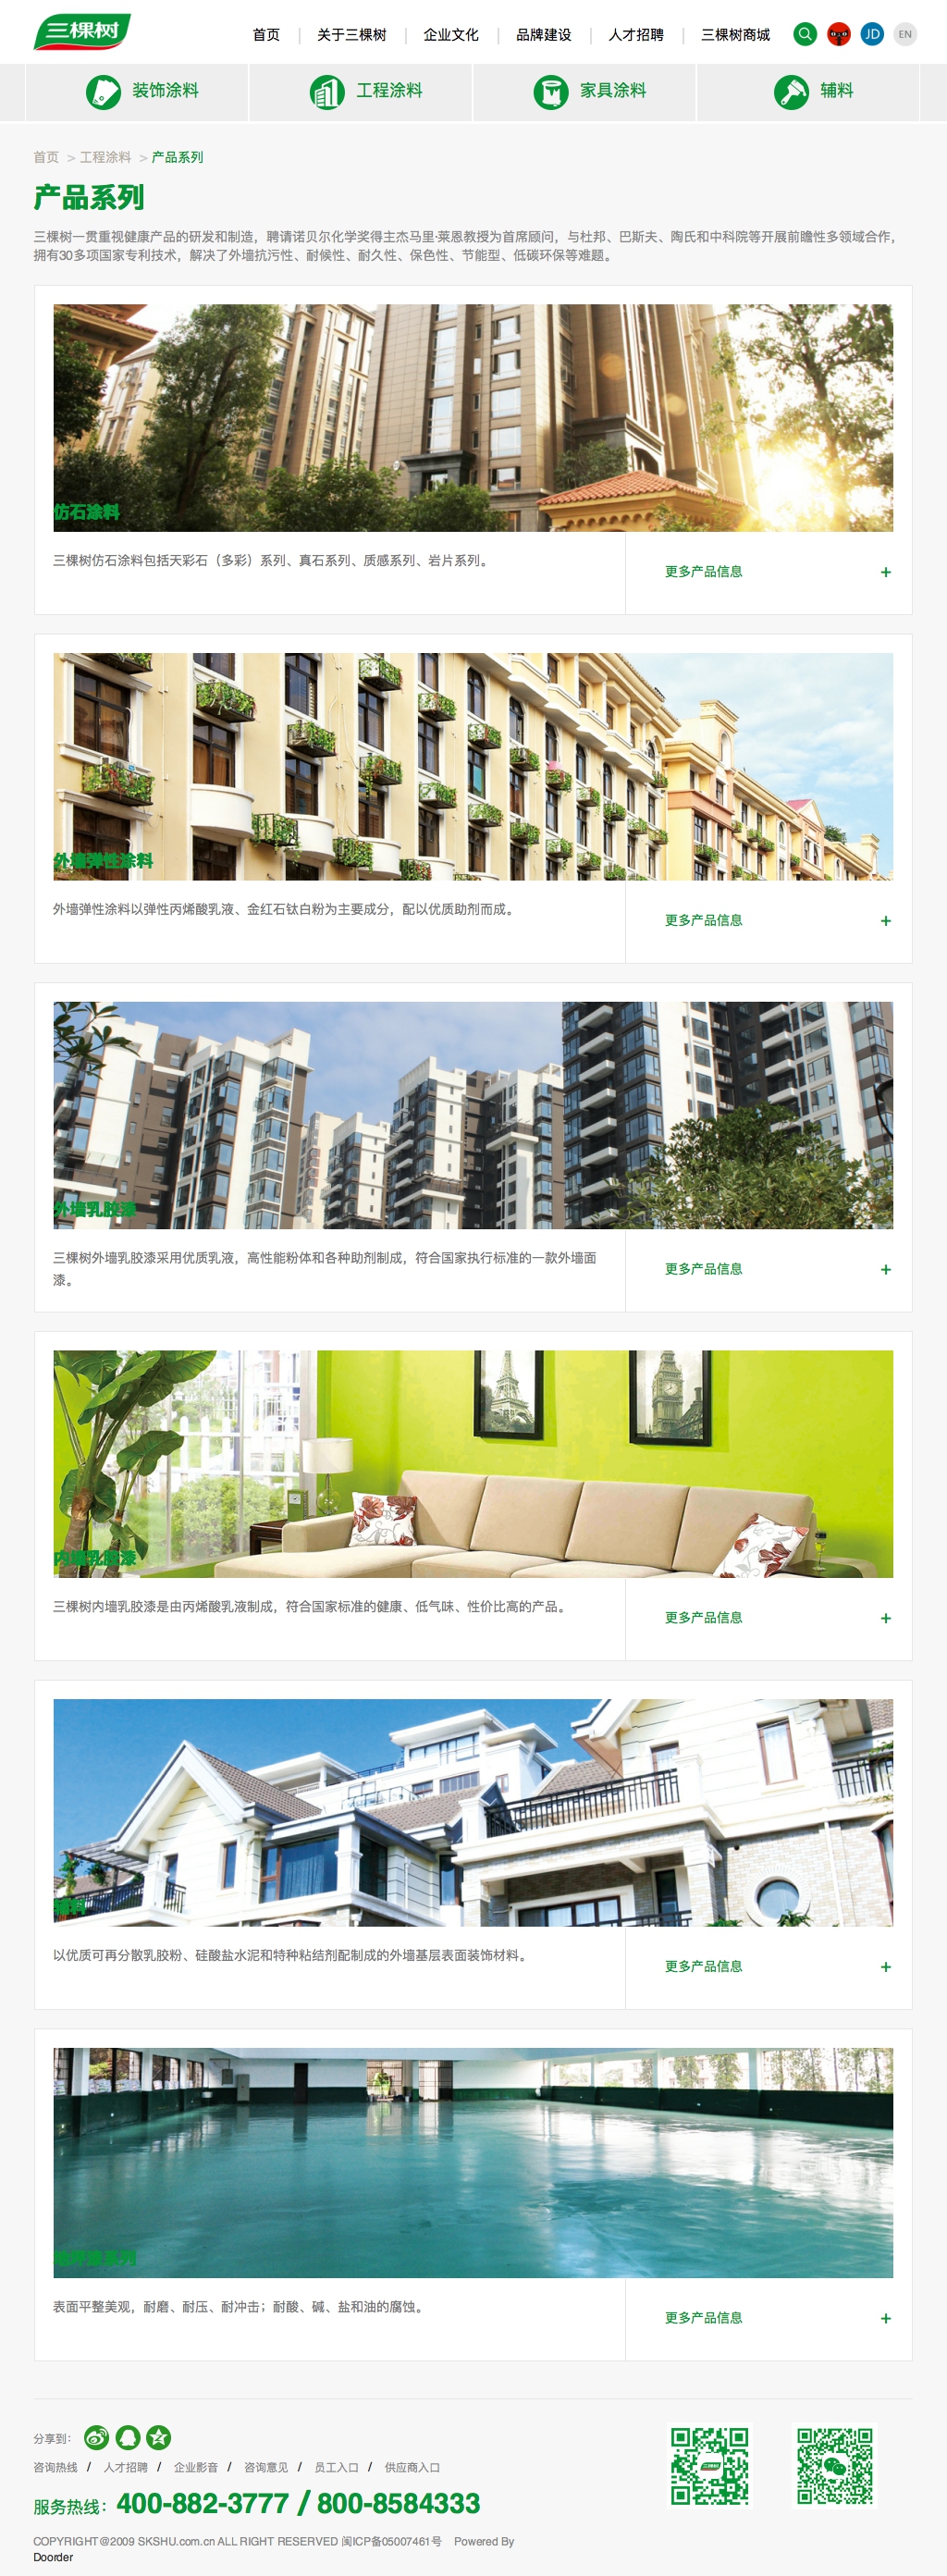 三棵树
首页 关于三棵树 企业文化 品牌建设 人才招聘 三棵树商城 JD EN
装饰涂料 工程涂料 家具涂料 辅料
首页 > 工程涂料 > 产品系列
产品系列
三棵树一贯重视健康产品的研发和制造，聘请诺贝尔化学奖得主杰马里·莱恩教授为首席顾问，与杜邦、巴斯夫、陶氏和中科院等开展前瞻性多领域合作，
拥有30多项国家专利技术，解决了外墙抗污性、耐候性、耐久性、保色性、节能型、低碳环保等难题。
仿石涂料
三棵树仿石涂料包括天彩石（多彩）系列、真石系列、质感系列、岩片系列。
更多产品信息 +
外墙弹性涂料
外墙弹性涂料以弹性丙烯酸乳液、金红石钛白粉为主要成分，配以优质助剂而成。
更多产品信息 +
外墙乳胶漆
三棵树外墙乳胶漆采用优质乳液，高性能粉体和各种助剂制成，符合国家执行标准的一款外墙面
漆。
更多产品信息 +
内墙乳胶漆
三棵树内墙乳胶漆是由丙烯酸乳液制成，符合国家标准的健康、低气味、性价比高的产品。
更多产品信息 +
辅料
以优质可再分散乳胶粉、硅酸盐水泥和特种粘结剂配制成的外墙基层表面装饰材料。
更多产品信息 +
地坪漆系列
表面平整美观，耐磨、耐压、耐冲击；耐酸、碱、盐和油的腐蚀。
更多产品信息 +
分享到：
咨询热线 / 人才招聘 / 企业影音 / 咨询意见 / 员工入口 / 供应商入口
服务热线：400-882-3777 / 800-8584333
COPYRIGHT@2009 SKSHU.com.cn ALL RIGHT RESERVED 闽ICP备05007461号 Powered By
Doorder